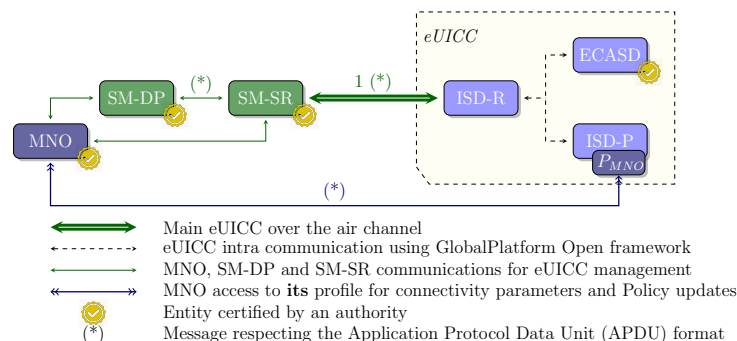 eUICC
ECASD
1 (*)
SM-DP
(*)
SM-SR
ISD-R
MNO
ISD-P
P_MNO
(*)
Main eUICC over the air channel
eUICC intra communication using GlobalPlatform Open framework
MNO, SM-DP and SM-SR communications for eUICC management
MNO access to its profile for connectivity parameters and Policy updates
Entity certified by an authority
(*) Message respecting the Application Protocol Data Unit (APDU) format